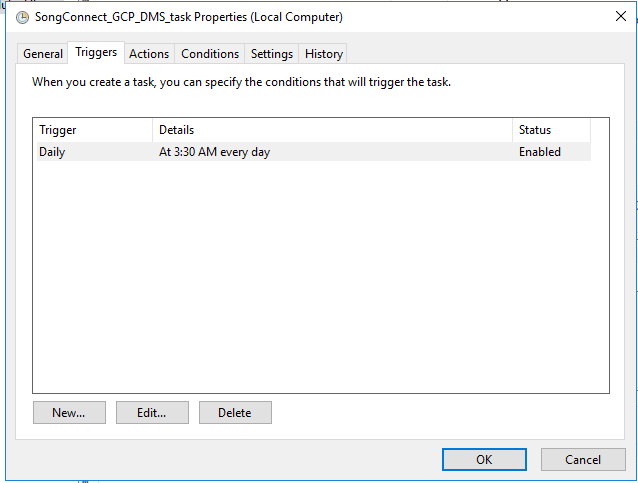 SongConnect_GCP_DMS_task Properties (Local Computer)
General Triggers Actions Conditions Settings History
When you create a task, you can specify the conditions that will trigger the task.
Trigger Details Status
Daily At 3:30 AM every day Enabled
New... Edit... Delete
OK Cancel